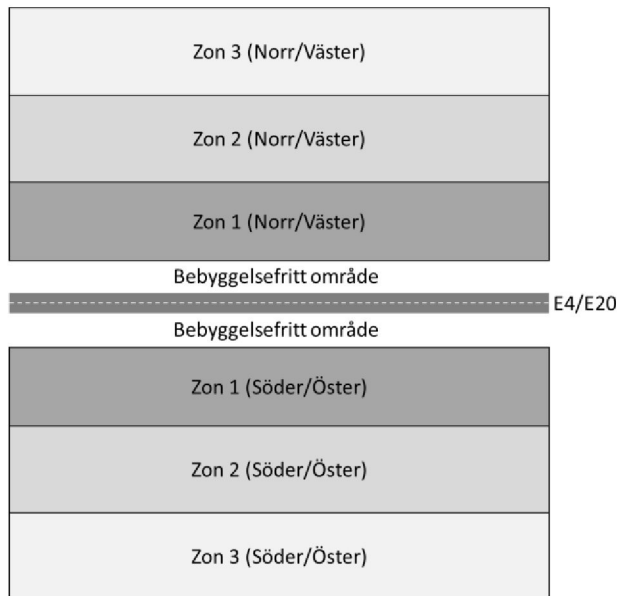 Zon 3 (Norr/Väster)
Zon 2 (Norr/Väster)
Zon 1 (Norr/Väster)
Bebyggelsefritt område
E4/E20
Bebyggelsefritt område
Zon 1 (Söder/Öster)
Zon 2 (Söder/Öster)
Zon 3 (Söder/Öster)